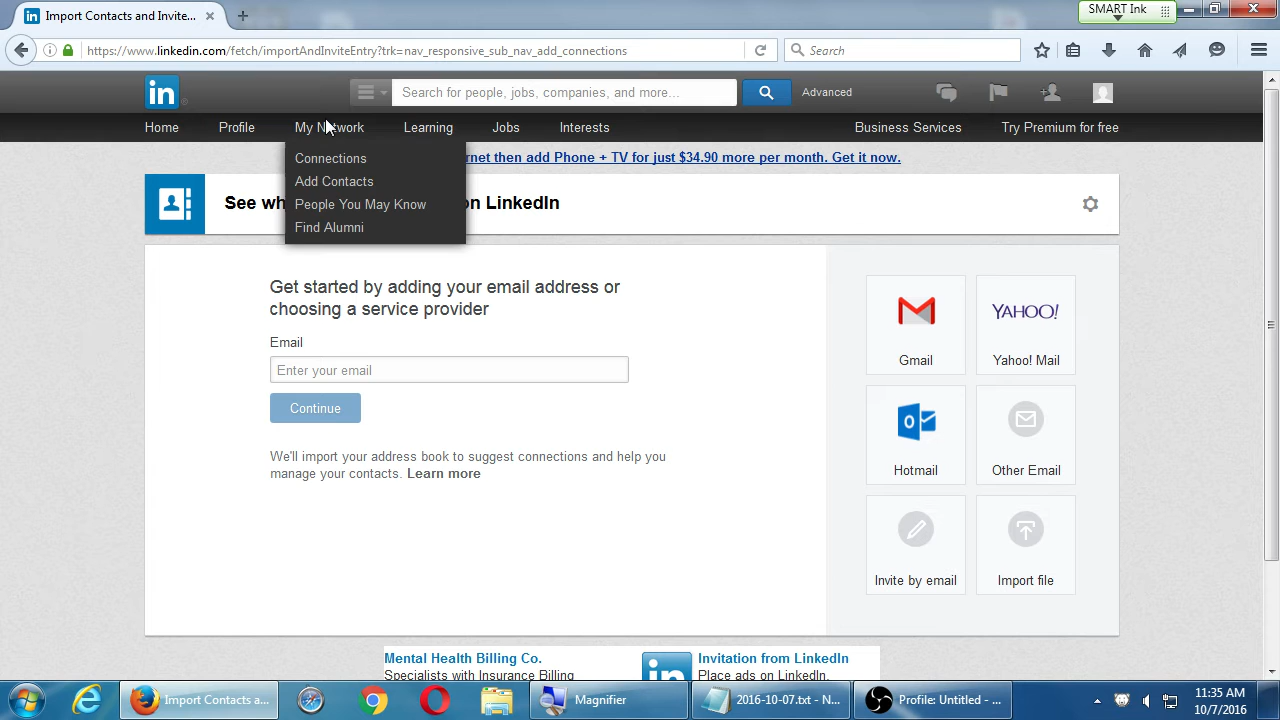 Import Contacts and Invite...
SMART Ink
https://www.linkedin.com/fetch/importAndInviteEntry?trk=nav_responsive_sub_nav_add_connections
Search
in
Search for people, jobs, companies, and more...
Advanced
Home
Profile
My Network
Learning
Jobs
Interests
Business Services
Try Premium for free
Connections
Add Contacts
People You May Know
Find Alumni
then add Phone + TV for just $34.90 more per month. Get it now.
See
on LinkedIn
Get started by adding your email address or
choosing a service provider
Email
Enter your email
Continue
We'll import your address book to suggest connections and help you
manage your contacts. Learn more
Gmail
YAHOO!
Yahoo! Mail
Hotmail
Other Email
Invite by email
Import file
Mental Health Billing Co.
Specialists with Insurance Billing
in
Invitation from LinkedIn
Place ads on LinkedIn.
Import Contacts a...
Magnifier
2016-10-07.txt - N...
Profile: Untitled - ...
11:35 AM
10/7/2016